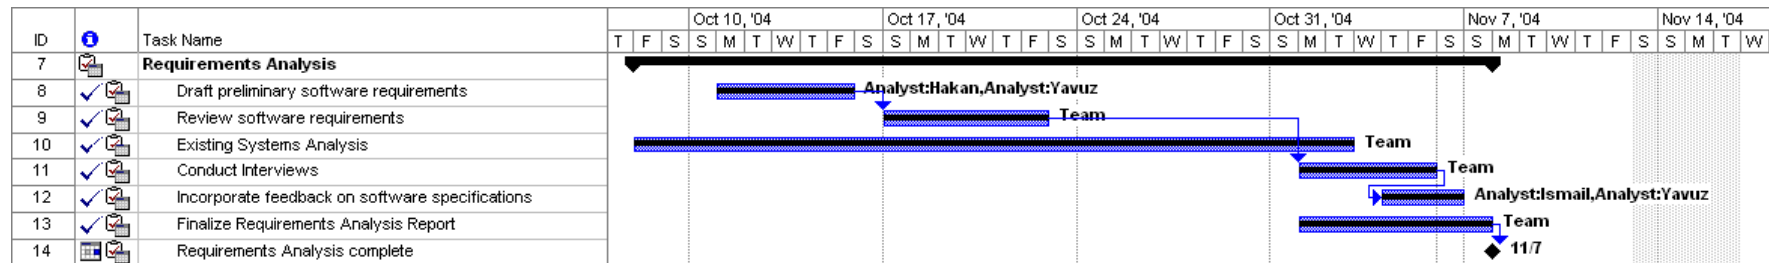 Oct 10, '04 Oct 17, '04 Oct 24, '04 Oct 31, '04 Nov 7, '04 Nov 14, '04
ID Task Name T F S S M T W T F S S M T W T F S S M T W T F S S M T W T F S S M T W T F S S M T W
7 Requirements Analysis
8 Draft preliminary software requirements Analyst:Hakan,Analyst:Yavuz
9 Review software requirements Team
10 Existing Systems Analysis Team
11 Conduct Interviews Team
12 Incorporate feedback on software specifications Analyst:Ismail,Analyst:Yavuz
13 Finalize Requirements Analysis Report Team
14 Requirements Analysis complete 11/7